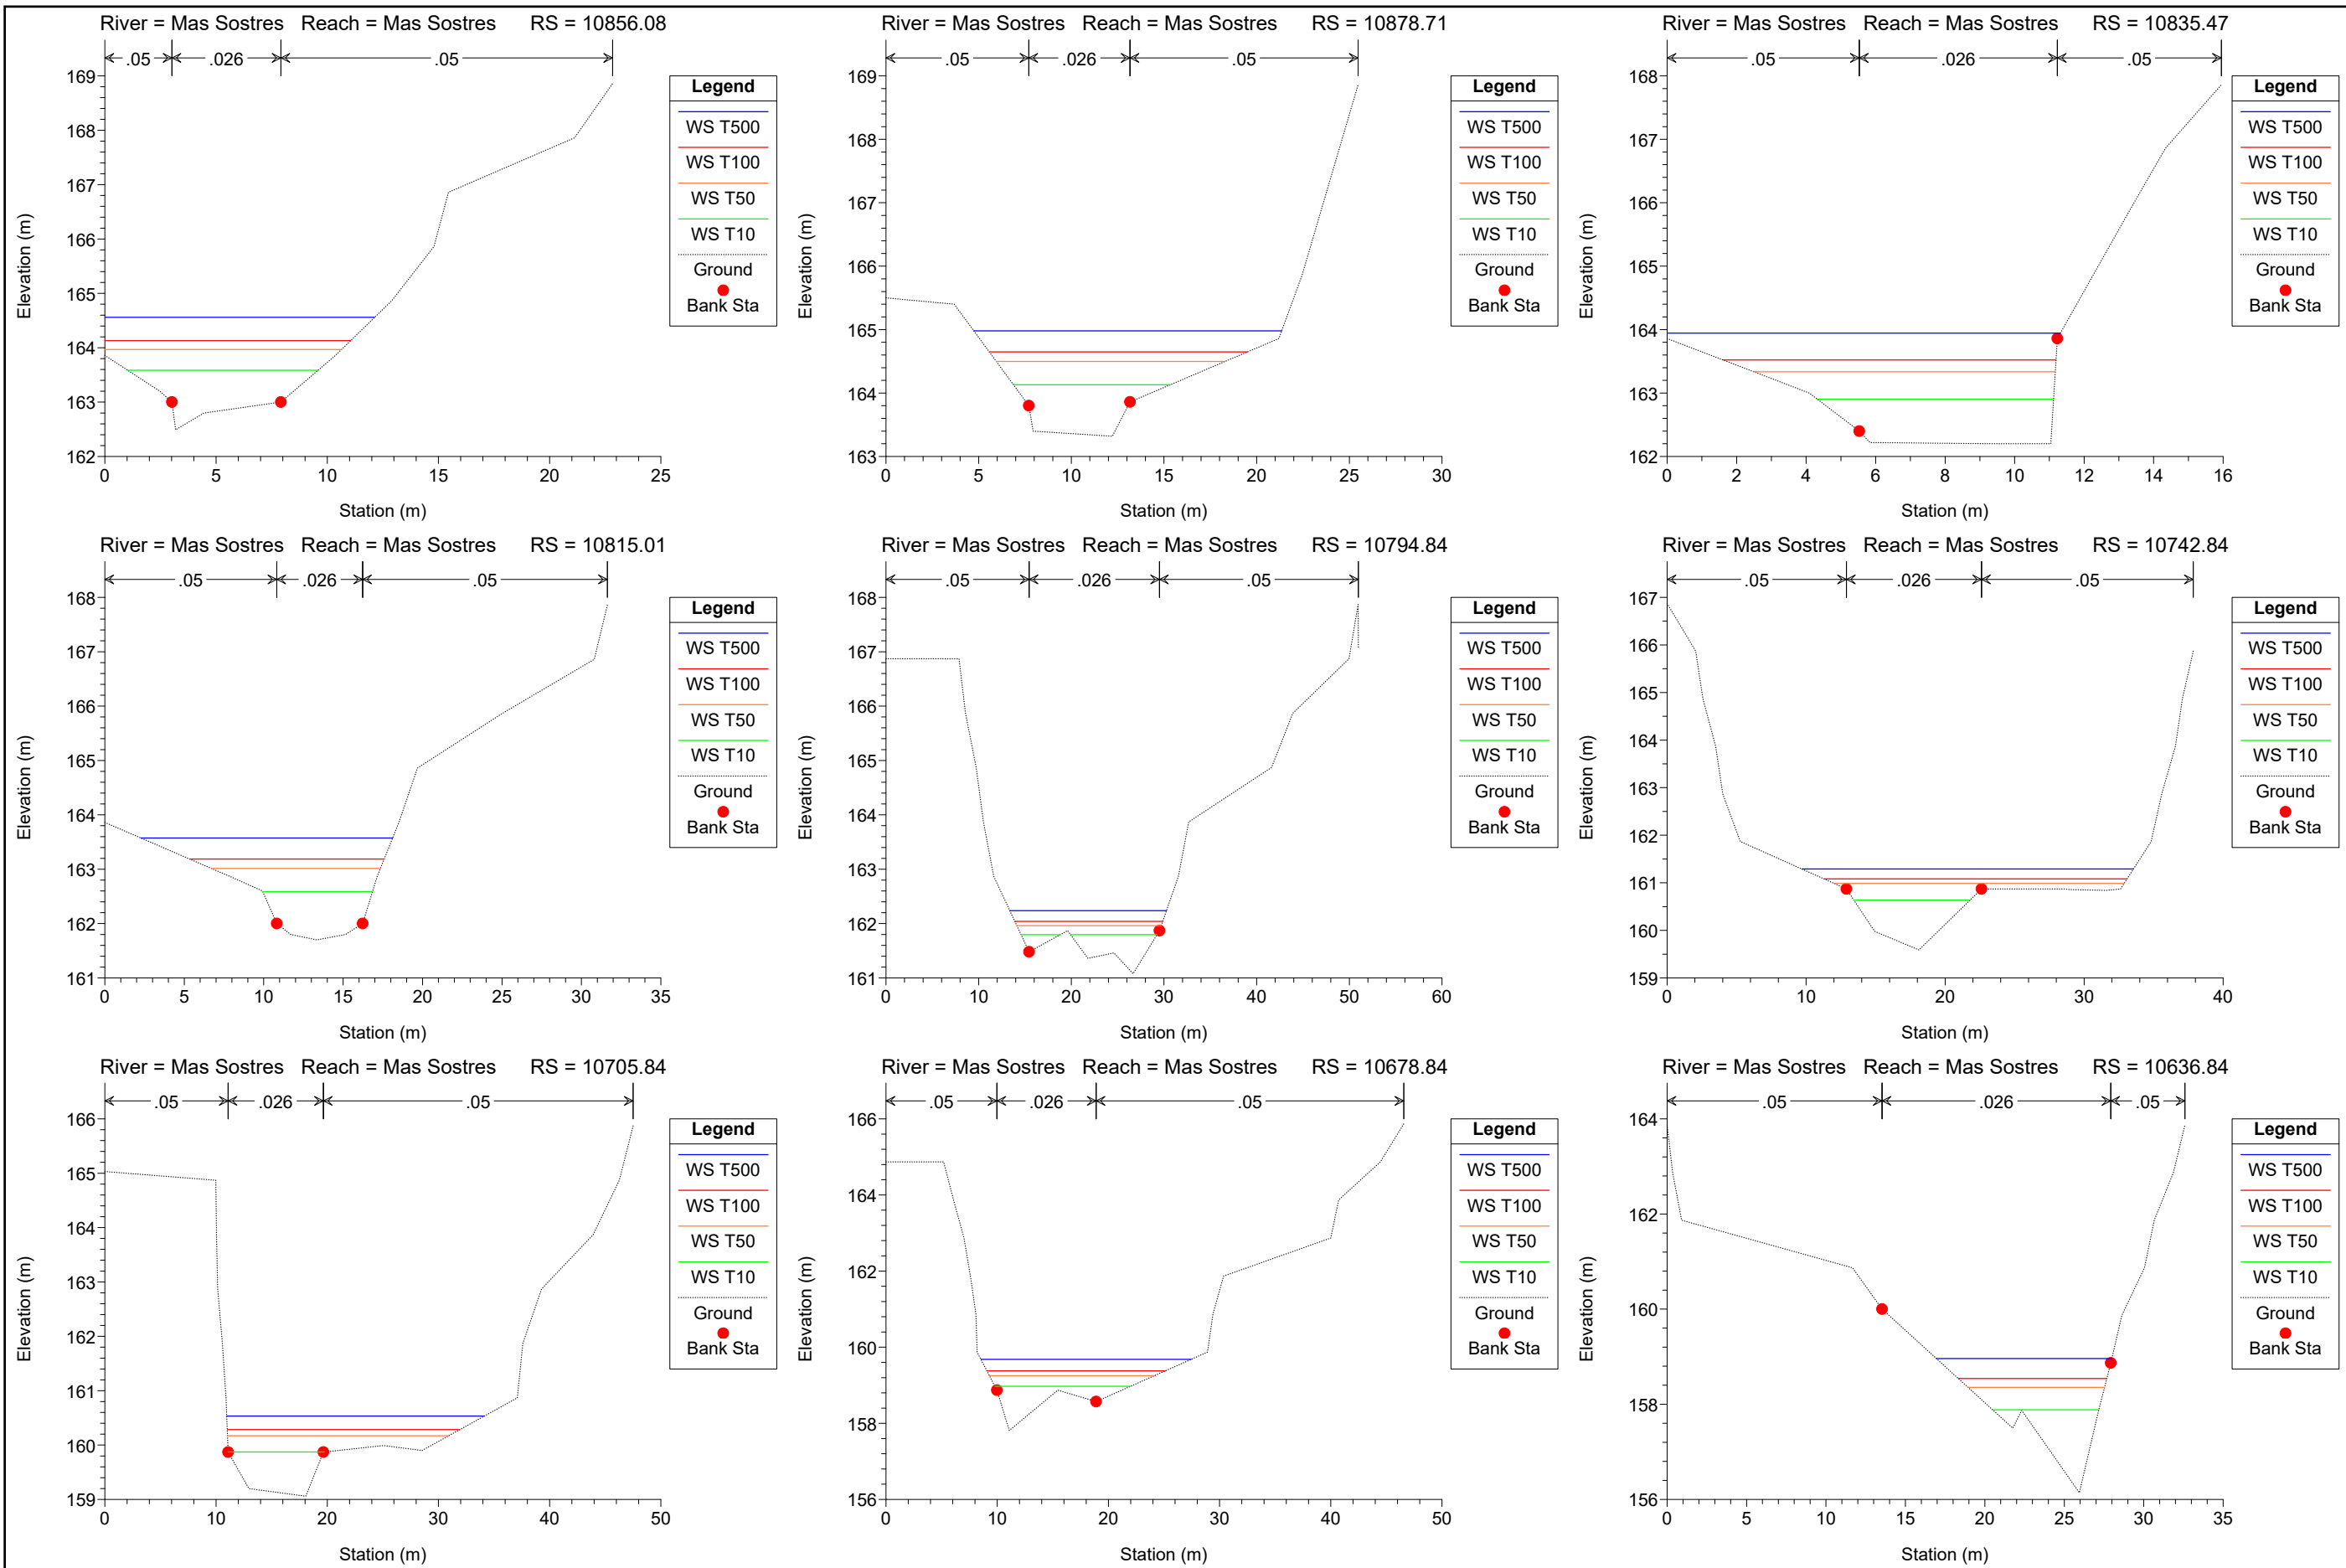 River = Mas Sostres Reach = Mas Sostres RS = 10856.08
.05 .026 .05
169
168
167
166
165
164
163
162
0 5 10 15 20 25
Station (m)
Elevation (m)
Legend
WS T500
WS T100
WS T50
WS T10
Ground
Bank Sta
River = Mas Sostres Reach = Mas Sostres RS = 10878.71
.05 .026 .05
169
168
167
166
165
164
163
0 5 10 15 20 25 30
Station (m)
Elevation (m)
Legend
WS T500
WS T100
WS T50
WS T10
Ground
Bank Sta
River = Mas Sostres Reach = Mas Sostres RS = 10835.47
.05 .026 .05
168
167
166
165
164
163
162
0 2 4 6 8 10 12 14 16
Station (m)
Elevation (m)
Legend
WS T500
WS T100
WS T50
WS T10
Ground
Bank Sta
River = Mas Sostres Reach = Mas Sostres RS = 10815.01
.05 .026 .05
168
167
166
165
164
163
162
161
0 5 10 15 20 25 30 35
Station (m)
Elevation (m)
Legend
WS T500
WS T100
WS T50
WS T10
Ground
Bank Sta
River = Mas Sostres Reach = Mas Sostres RS = 10794.84
.05 .026 .05
168
167
166
165
164
163
162
161
0 10 20 30 40 50 60
Station (m)
Elevation (m)
Legend
WS T500
WS T100
WS T50
WS T10
Ground
Bank Sta
River = Mas Sostres Reach = Mas Sostres RS = 10742.84
.05 .026 .05
167
166
165
164
163
162
161
160
159
0 10 20 30 40
Station (m)
Elevation (m)
Legend
WS T500
WS T100
WS T50
WS T10
Ground
Bank Sta
River = Mas Sostres Reach = Mas Sostres RS = 10705.84
.05 .026 .05
166
165
164
163
162
161
160
159
0 10 20 30 40 50
Station (m)
Elevation (m)
Legend
WS T500
WS T100
WS T50
WS T10
Ground
Bank Sta
River = Mas Sostres Reach = Mas Sostres RS = 10678.84
.05 .026 .05
166
164
162
160
158
156
0 10 20 30 40 50
Station (m)
Elevation (m)
Legend
WS T500
WS T100
WS T50
WS T10
Ground
Bank Sta
River = Mas Sostres Reach = Mas Sostres RS = 10636.84
.05 .026 .05
164
162
160
158
156
0 5 10 15 20 25 30 35
Station (m)
Elevation (m)
Legend
WS T500
WS T100
WS T50
WS T10
Ground
Bank Sta